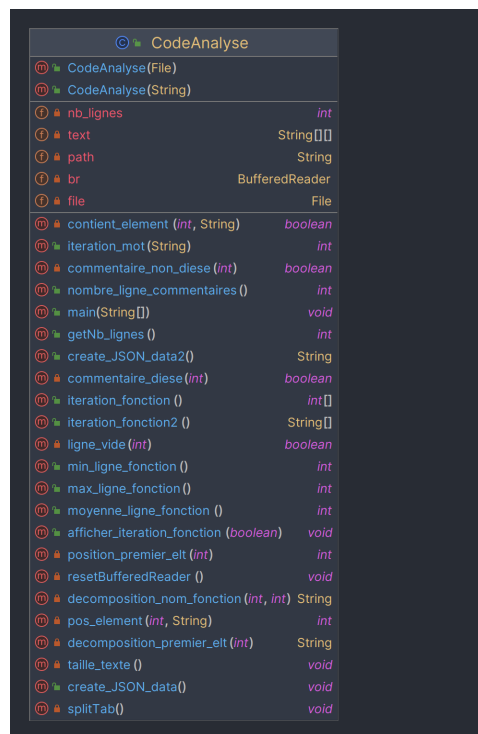 CodeAnalyse
CodeAnalyse(File)
CodeAnalyse(String)
nb_lignes int
text String[][]
path String
br BufferedReader
file File
contient_element (int, String) boolean
iteration_mot(String) int
commentaire_non_diese(int) boolean
nombre_ligne_commentaires() int
main(String[]) void
getNb_lignes() int
create_JSON_data2() String
commentaire_diese(int) boolean
iteration_fonction () int[]
iteration_fonction2 () String[]
ligne_vide(int) boolean
min_ligne_fonction() int
max_ligne_fonction() int
moyenne_ligne_fonction () int
afficher_iteration_fonction (boolean) void
position_premier_elt(int) int
resetBufferedReader () void
decomposition_nom_fonction(int, int) String
pos_element(int, String) int
decomposition_premier_elt(int) String
taille_texte() void
create_JSON_data() void
splitTab() void